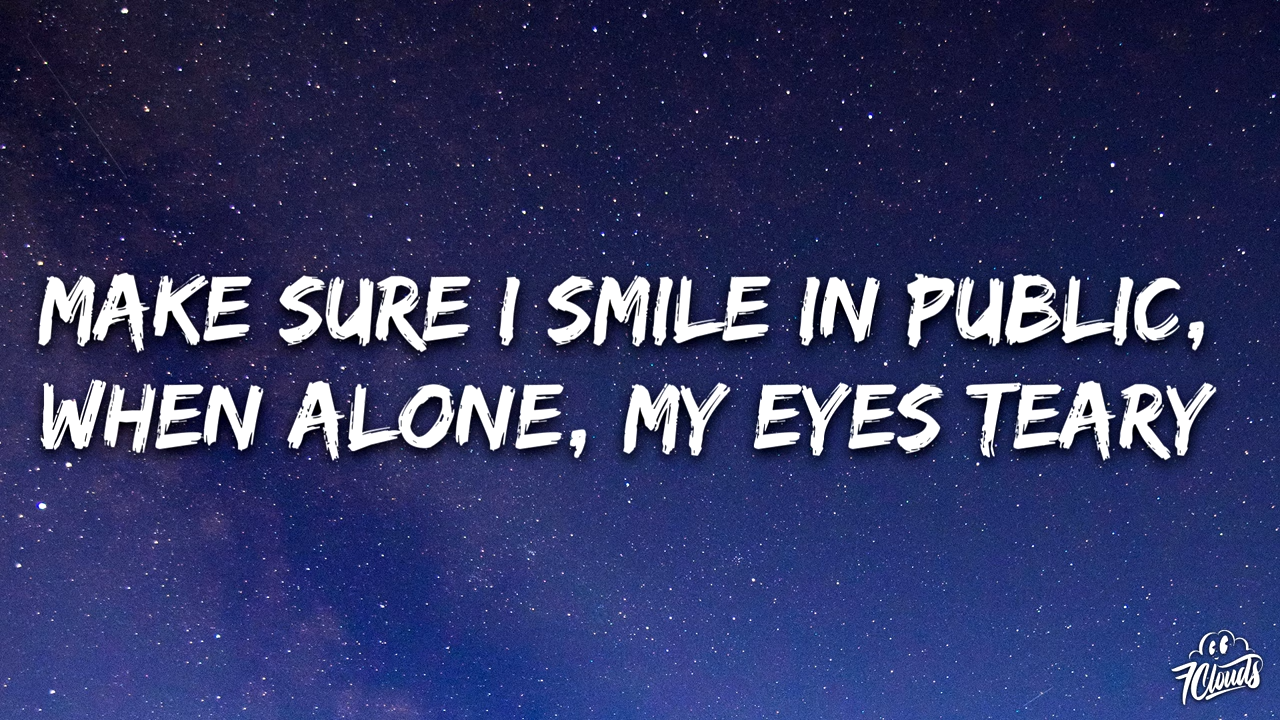 MAKE SURE I SMILE IN PUBLIC,
WHEN ALONE, MY EYES TEARY
7Clouds